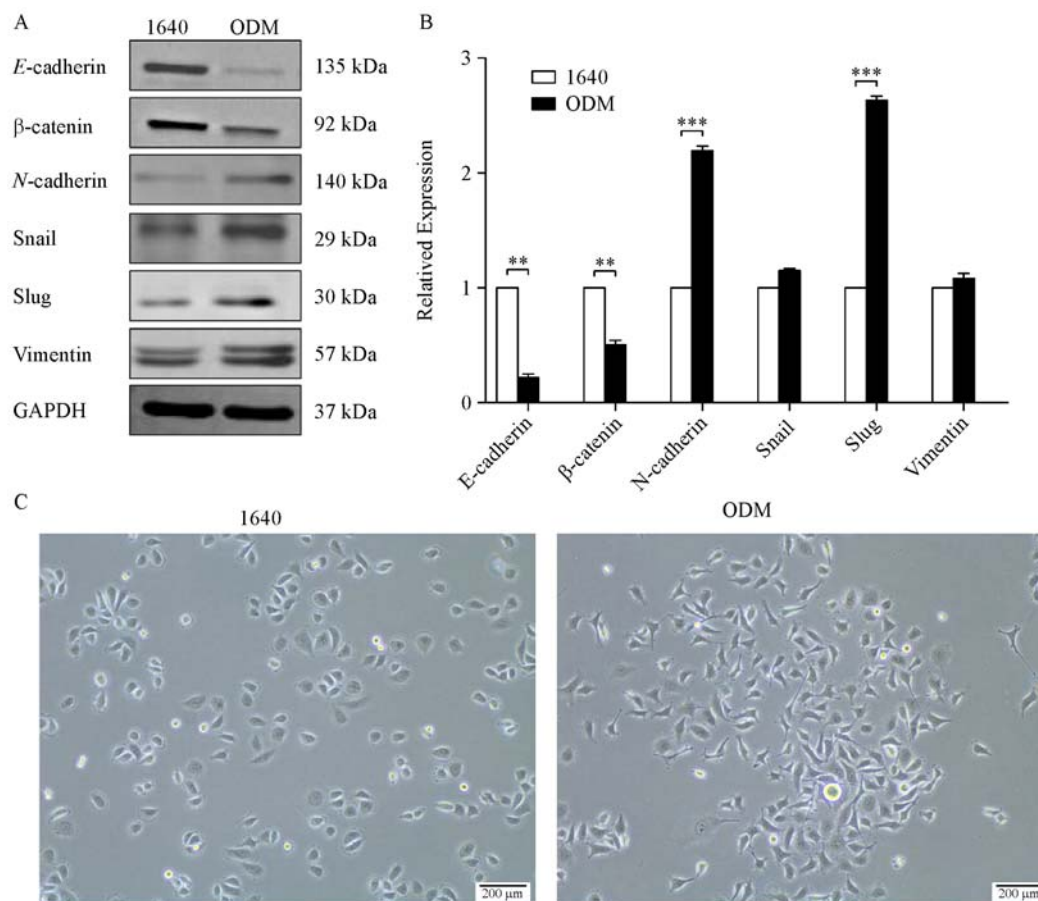 A
1640 ODM
E-cadherin 135 kDa
β-catenin 92 kDa
N-cadherin 140 kDa
Snail 29 kDa
Slug 30 kDa
Vimentin 57 kDa
GAPDH 37 kDa
B
Relatived Expression
3
2
1
0
1640
ODM
** ** *** ***
E-cadherin β-catenin N-cadherin Snail Slug Vimentin
C
1640 ODM
200 μm 200 μm